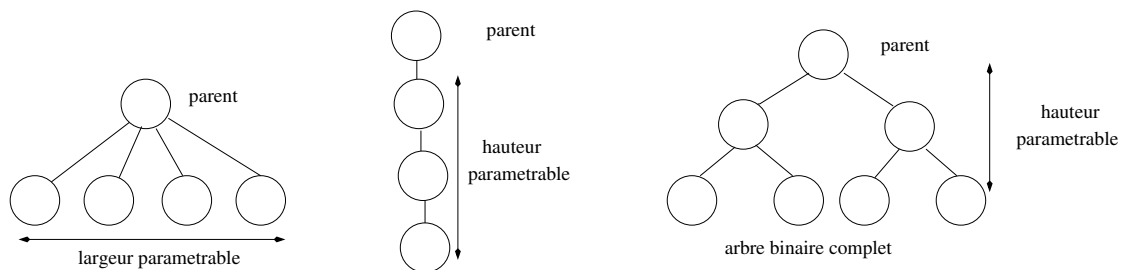 parent
largeur parametrable
parent
hauteur
parametrable
parent
hauteur
parametrable
arbre binaire complet